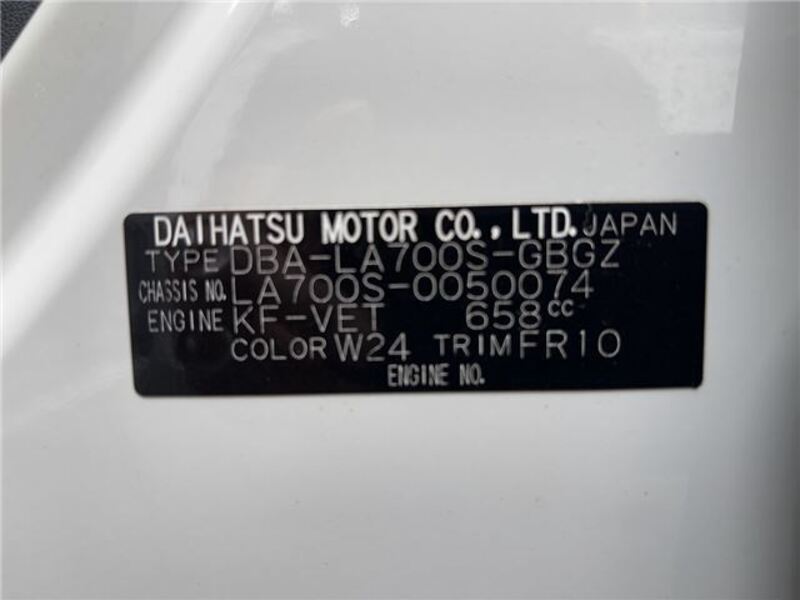 DAIHATSU MOTOR CO., LTD. JAPAN
TYPE DBA-LA700S-GBGZ
CHASSIS NO. LA700S-0050074
ENGINE KF-VET 658cc
COLOR W24 TRIM FR10
ENGINE NO.